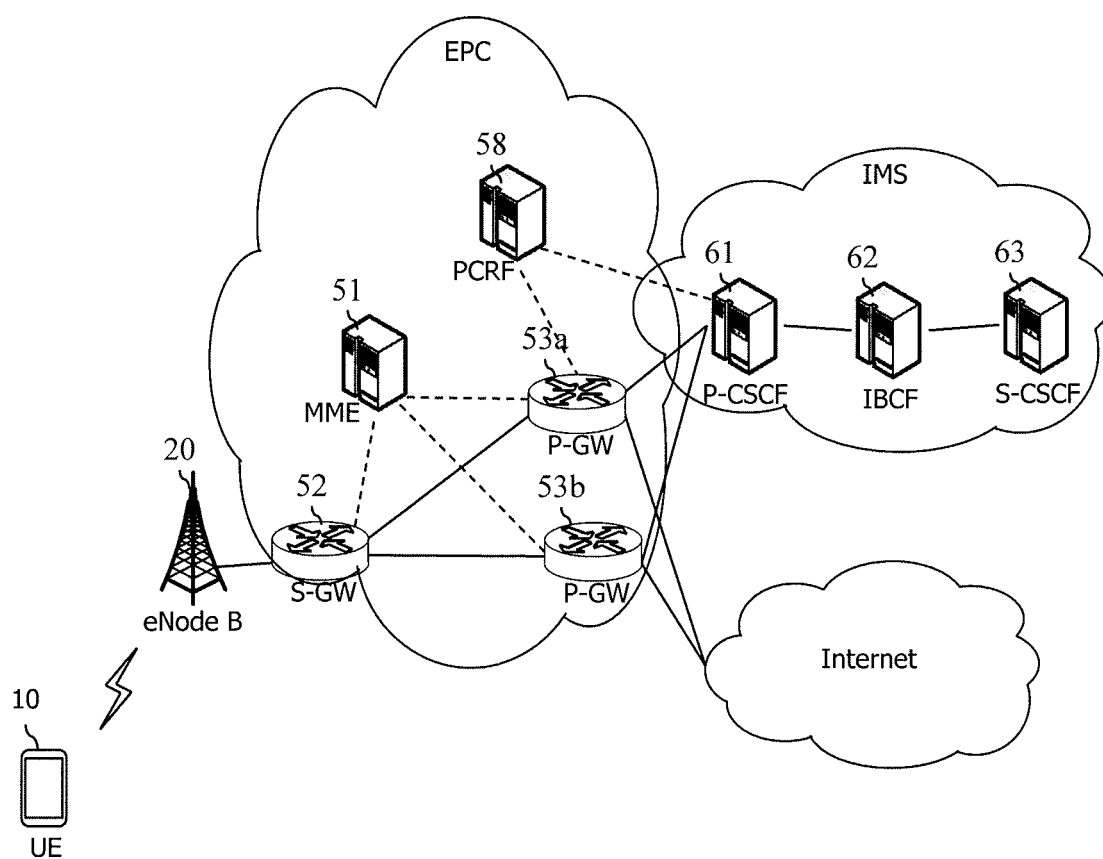 EPC
58
PCRF
IMS
61
62
63
P-CSCF
IBCF
S-CSCF
51
MME
53a
P-GW
20
eNode B
52
S-GW
53b
P-GW
Internet
10
UE